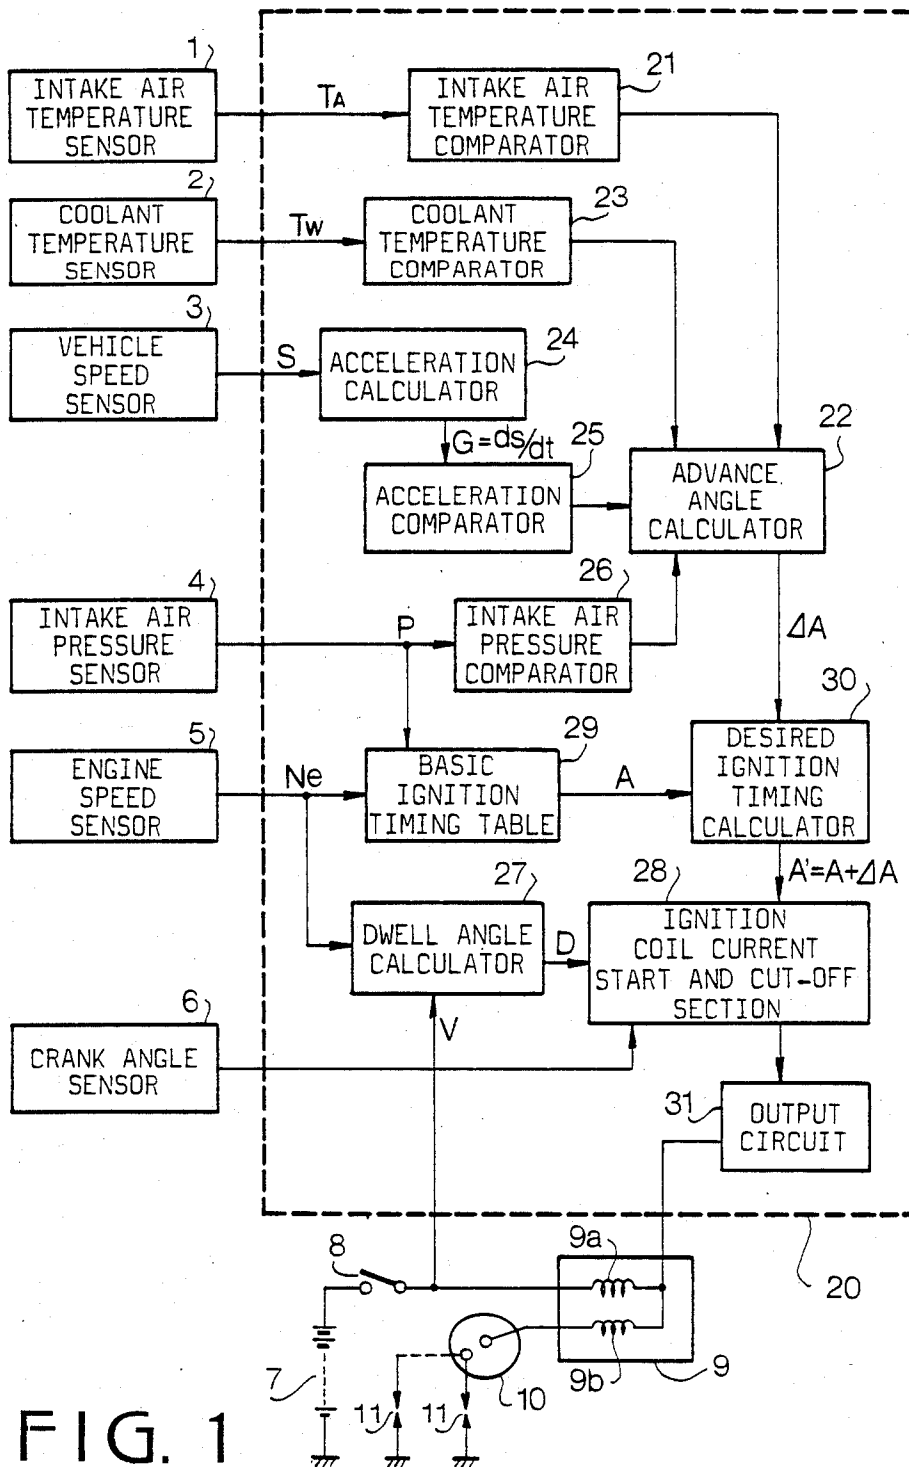 1
INTAKE AIR
TEMPERATURE
SENSOR
TA
21
INTAKE AIR
TEMPERATURE
COMPARATOR
2
COOLANT
TEMPERATURE
SENSOR
TW
23
COOLANT
TEMPERATURE
COMPARATOR
3
VEHICLE
SPEED
SENSOR
S
24
ACCELERATION
CALCULATOR
G=ds/dt
25
ACCELERATION
COMPARATOR
22
ADVANCE
ANGLE
CALCULATOR
4
INTAKE AIR
PRESSURE
SENSOR
P
26
INTAKE AIR
PRESSURE
COMPARATOR
ΔA
5
ENGINE
SPEED
SENSOR
Ne
29
BASIC
IGNITION
TIMING TABLE
A
30
DESIRED
IGNITION
TIMING
CALCULATOR
A'=A+ΔA
27
DWELL ANGLE
CALCULATOR
D
28
IGNITION
COIL CURRENT
START AND CUT-OFF
SECTION
6
CRANK ANGLE
SENSOR
V
31
OUTPUT
CIRCUIT
8
9a
20
7
9b
9
10
11
11
FIG. 1